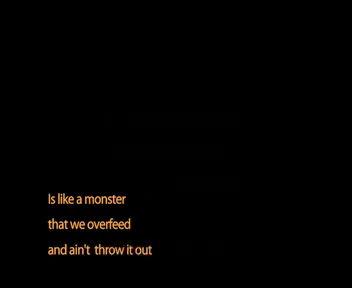 Is like a monster
that we overfeed
and ain't throw it out